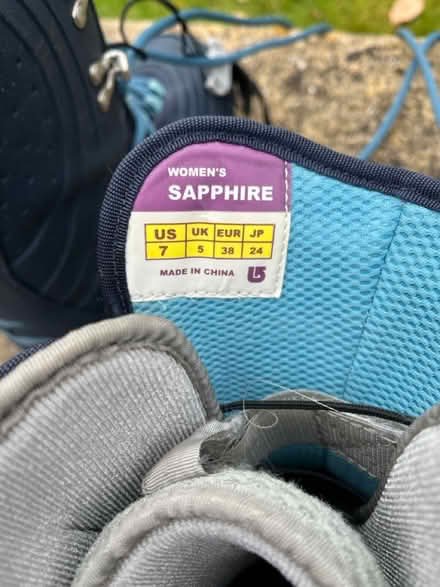 WOMEN'S
SAPPHIRE
US UK EUR JP
7 5 38 24
MADE IN CHINA